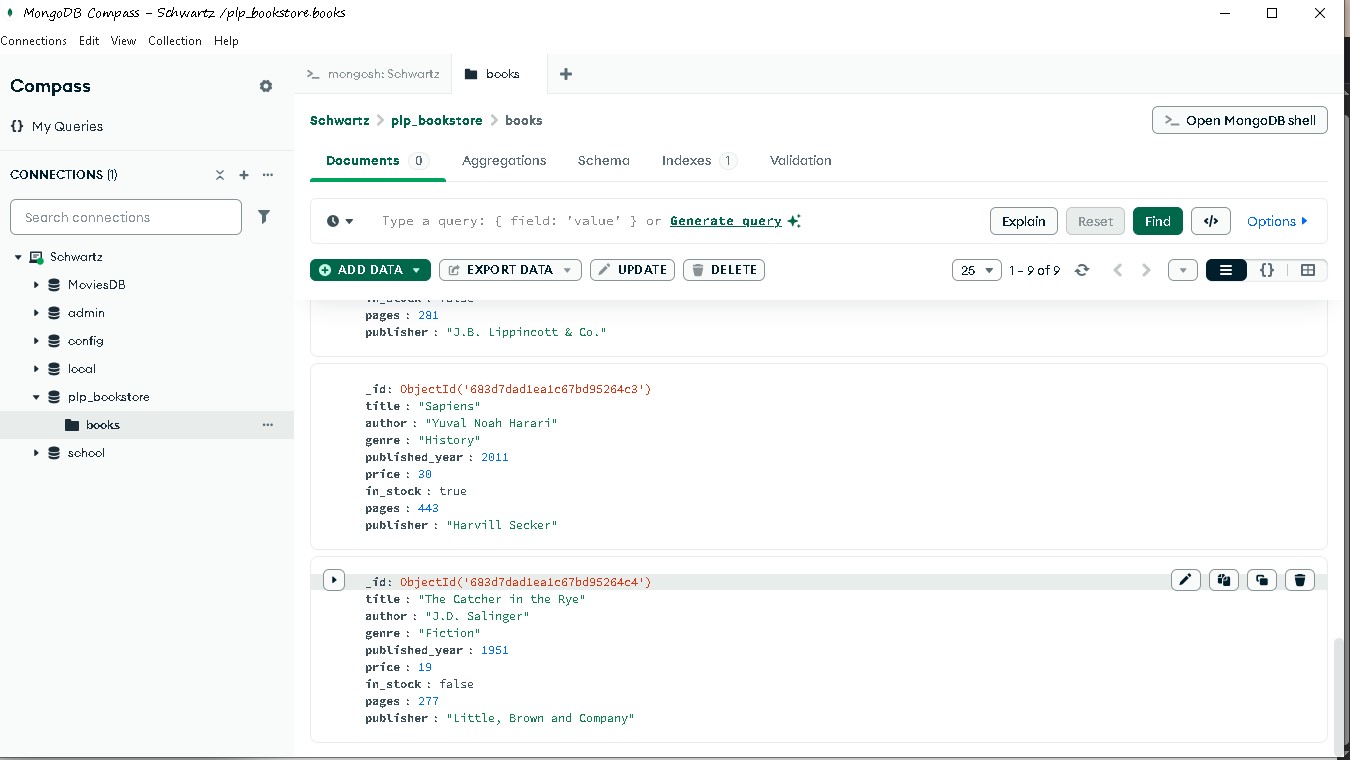 MongoDB Compass - Schwartz /plp_bookstore.books
Connections Edit View Collection Help
Compass
My Queries
CONNECTIONS (1)
Search connections
Schwartz
MoviesDB
admin
config
local
plp_bookstore
books
school
mongosh: Schwartz
books
Schwartz > plp_bookstore > books
Open MongoDB shell
Documents 0 Aggregations Schema Indexes 1 Validation
Type a query: { field: 'value' } or Generate query
Explain Reset Find </> Options
ADD DATA EXPORT DATA UPDATE DELETE
25 1 - 9 of 9 {}
in_stock : false
pages : 281
publisher : "J.B. Lippincott & Co."
_id: ObjectId('683d7dad1ea1c67bd95264c3')
title : "Sapiens"
author : "Yuval Noah Harari"
genre : "History"
published_year : 2011
price : 30
in_stock : true
pages : 443
publisher : "Harvill Secker"
_id: ObjectId('683d7dad1ea1c67bd95264c4')
title : "The Catcher in the Rye"
author : "J.D. Salinger"
genre : "Fiction"
published_year : 1951
price : 19
in_stock : false
pages : 277
publisher : "Little, Brown and Company"